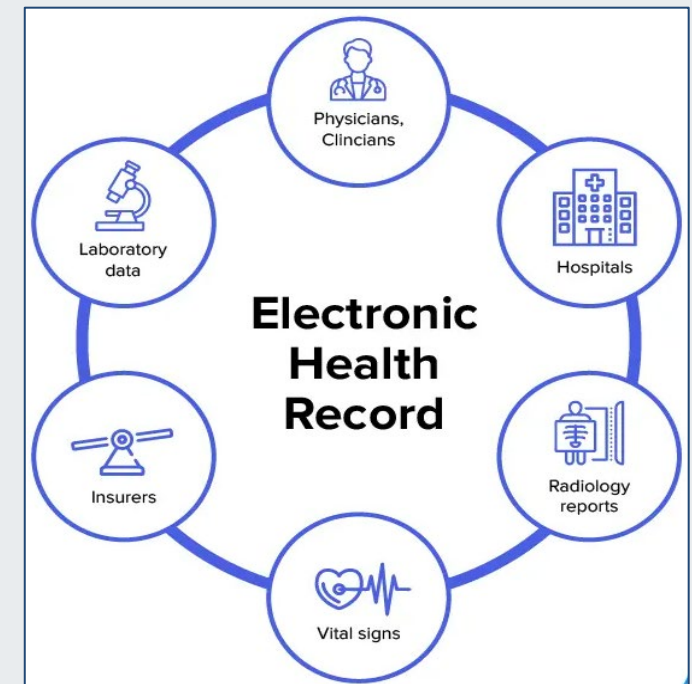 Physicians,
Clincians
Laboratory
data
Hospitals
Electronic
Health
Record
Insurers
Radiology
reports
Vital signs